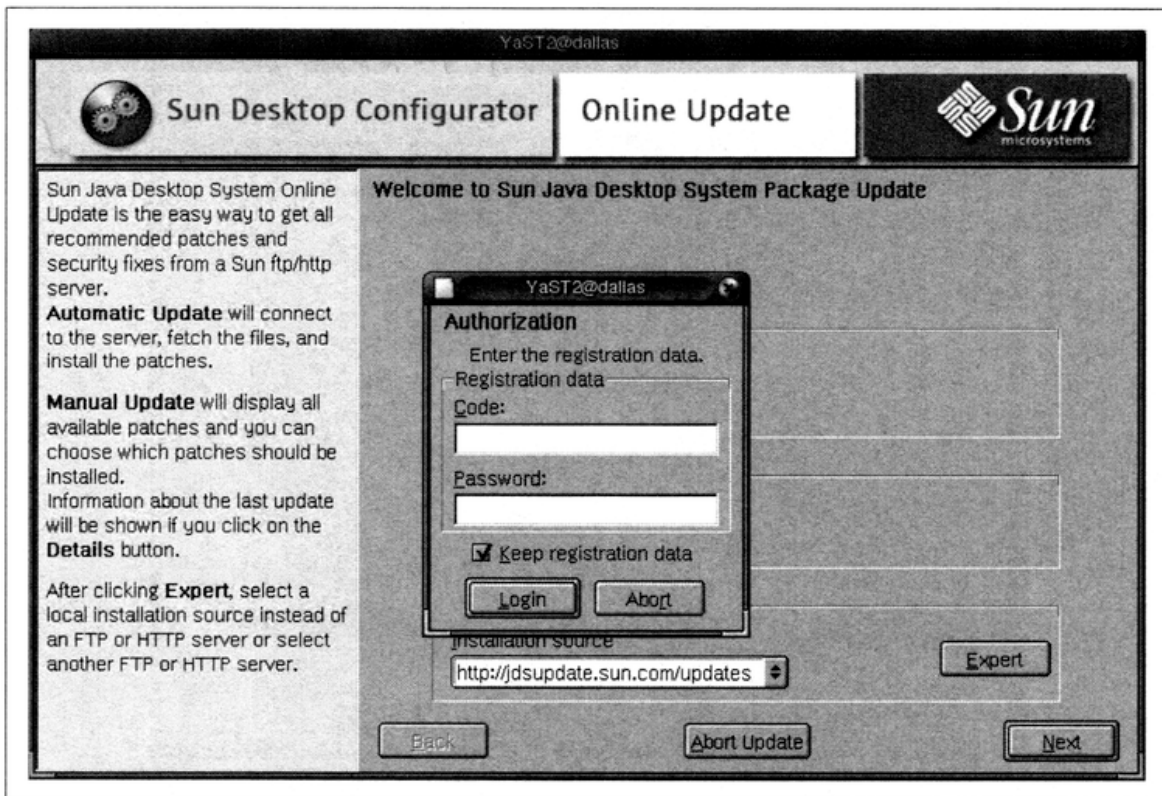 YaST2@dallas
Sun Desktop Configurator
Online Update
Sun
microsystems
Sun Java Desktop System Online
Update is the easy way to get all
recommended patches and
security fixes from a Sun ftp/http
server.
Automatic Update will connect
to the server, fetch the files, and
install the patches.
Manual Update will display all
available patches and you can
choose which patches should be
installed.
Information about the last update
will be shown if you click on the
Details button.
After clicking Expert, select a
local installation source instead of
an FTP or HTTP server or select
another FTP or HTTP server.
Welcome to Sun Java Desktop System Package Update
YaST2@dallas
Authorization
Enter the registration data.
Registration data
Code:
Password:
Keep registration data
Login
Abort
Installation source
http://jdsupdate.sun.com/updates
Expert
Back
Abort Update
Next